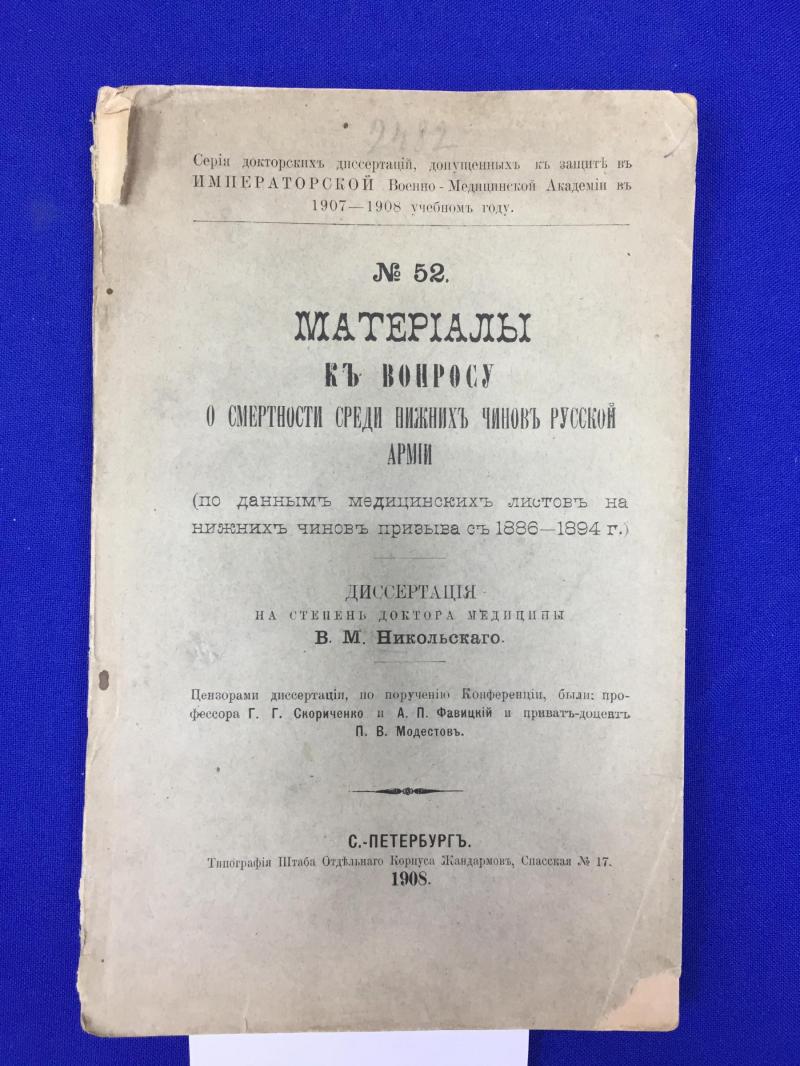 2482
Серія докторскихъ диссертацій, допущенныхъ къ защитѣ въ
ИМПЕРАТОРСКОЙ Военно-Медицинской Академіи въ
1907—1908 учебномъ году.
№ 52.
МАТЕРІАЛЫ
КЪ ВОПРОСУ
О СМЕРТНОСТИ СРЕДИ НИЖНИХЪ ЧИНОВЪ РУССКОЙ
АРМІИ
(по даннымъ медицинскихъ листовъ на
нижнихъ чиновъ призыва съ 1886—1894 г.)
ДИССЕРТАЦІЯ
НА СТЕПЕНЬ ДОКТОРА МЕДИЦИНЫ
В. М. Никольскаго.
Цензорами диссертаціи, по порученію Конференціи, были: про-
фессора Г. Г. Скориченко и А. П. Фавицкій и приватъ-доцентъ
П. В. Модестовъ.
С.-ПЕТЕРБУРГЪ.
Типографія Штаба Отдѣльнаго Корпуса Жандармовъ, Спасская № 17.
1908.